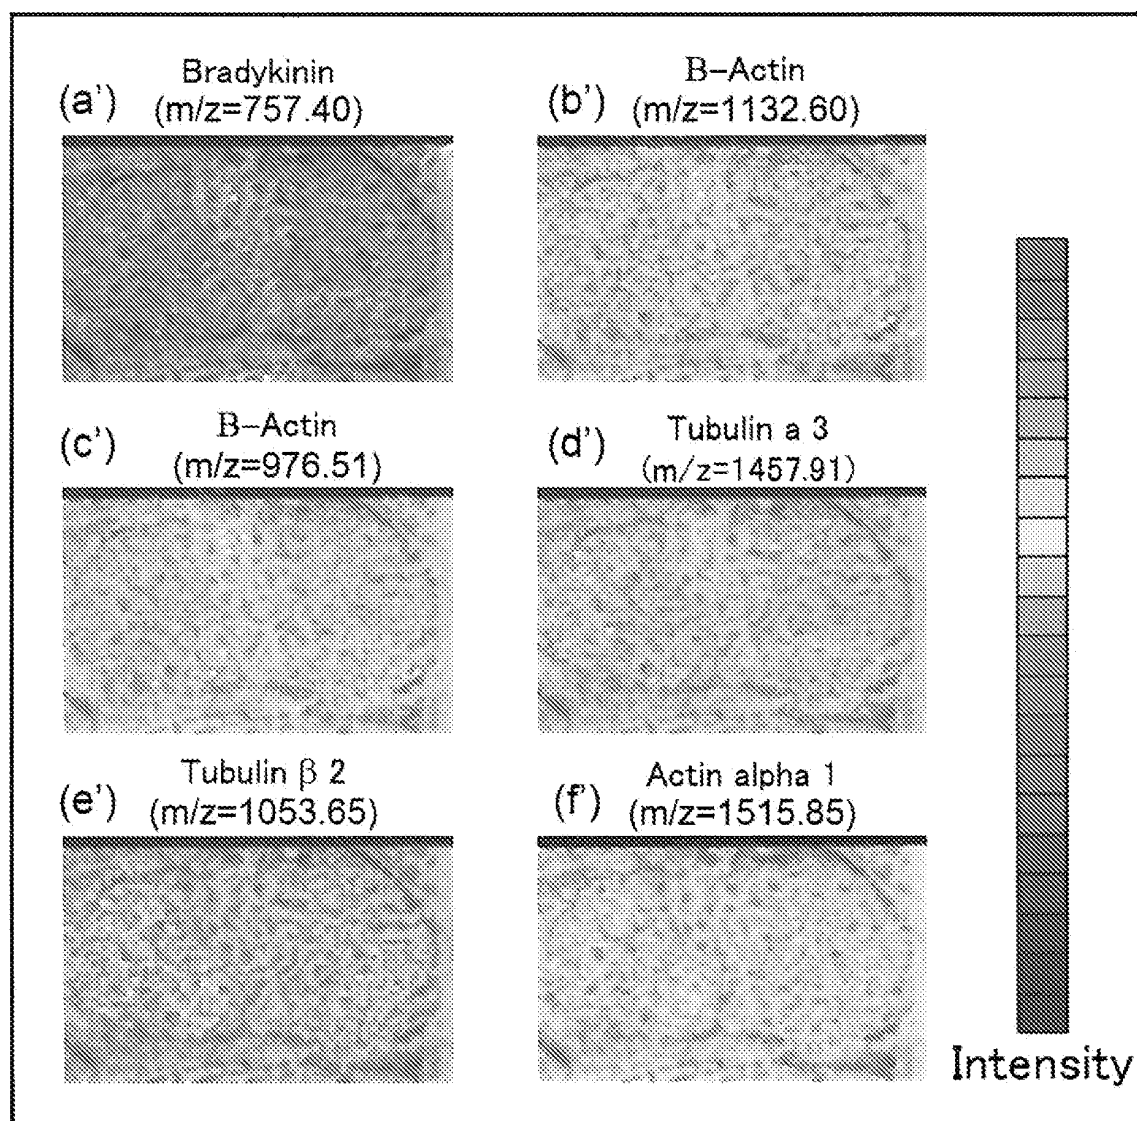 (a') Bradykinin
(m/z=757.40)
(b') B-Actin
(m/z=1132.60)
(c') B-Actin
(m/z=976.51)
(d') Tubulin a 3
(m/z=1457.91)
(e') Tubulin β 2
(m/z=1053.65)
(f') Actin alpha 1
(m/z=1515.85)
Intensity